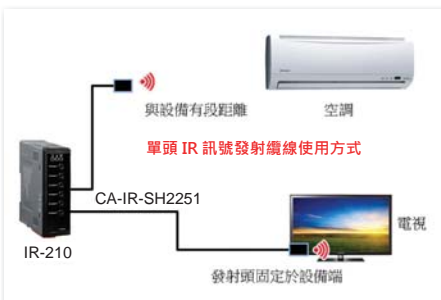 與設備有段距離
空調
單頭 IR 訊號發射纜線使用方式
CA-IR-SH2251
IR-210
電視
發射頭固定於設備端